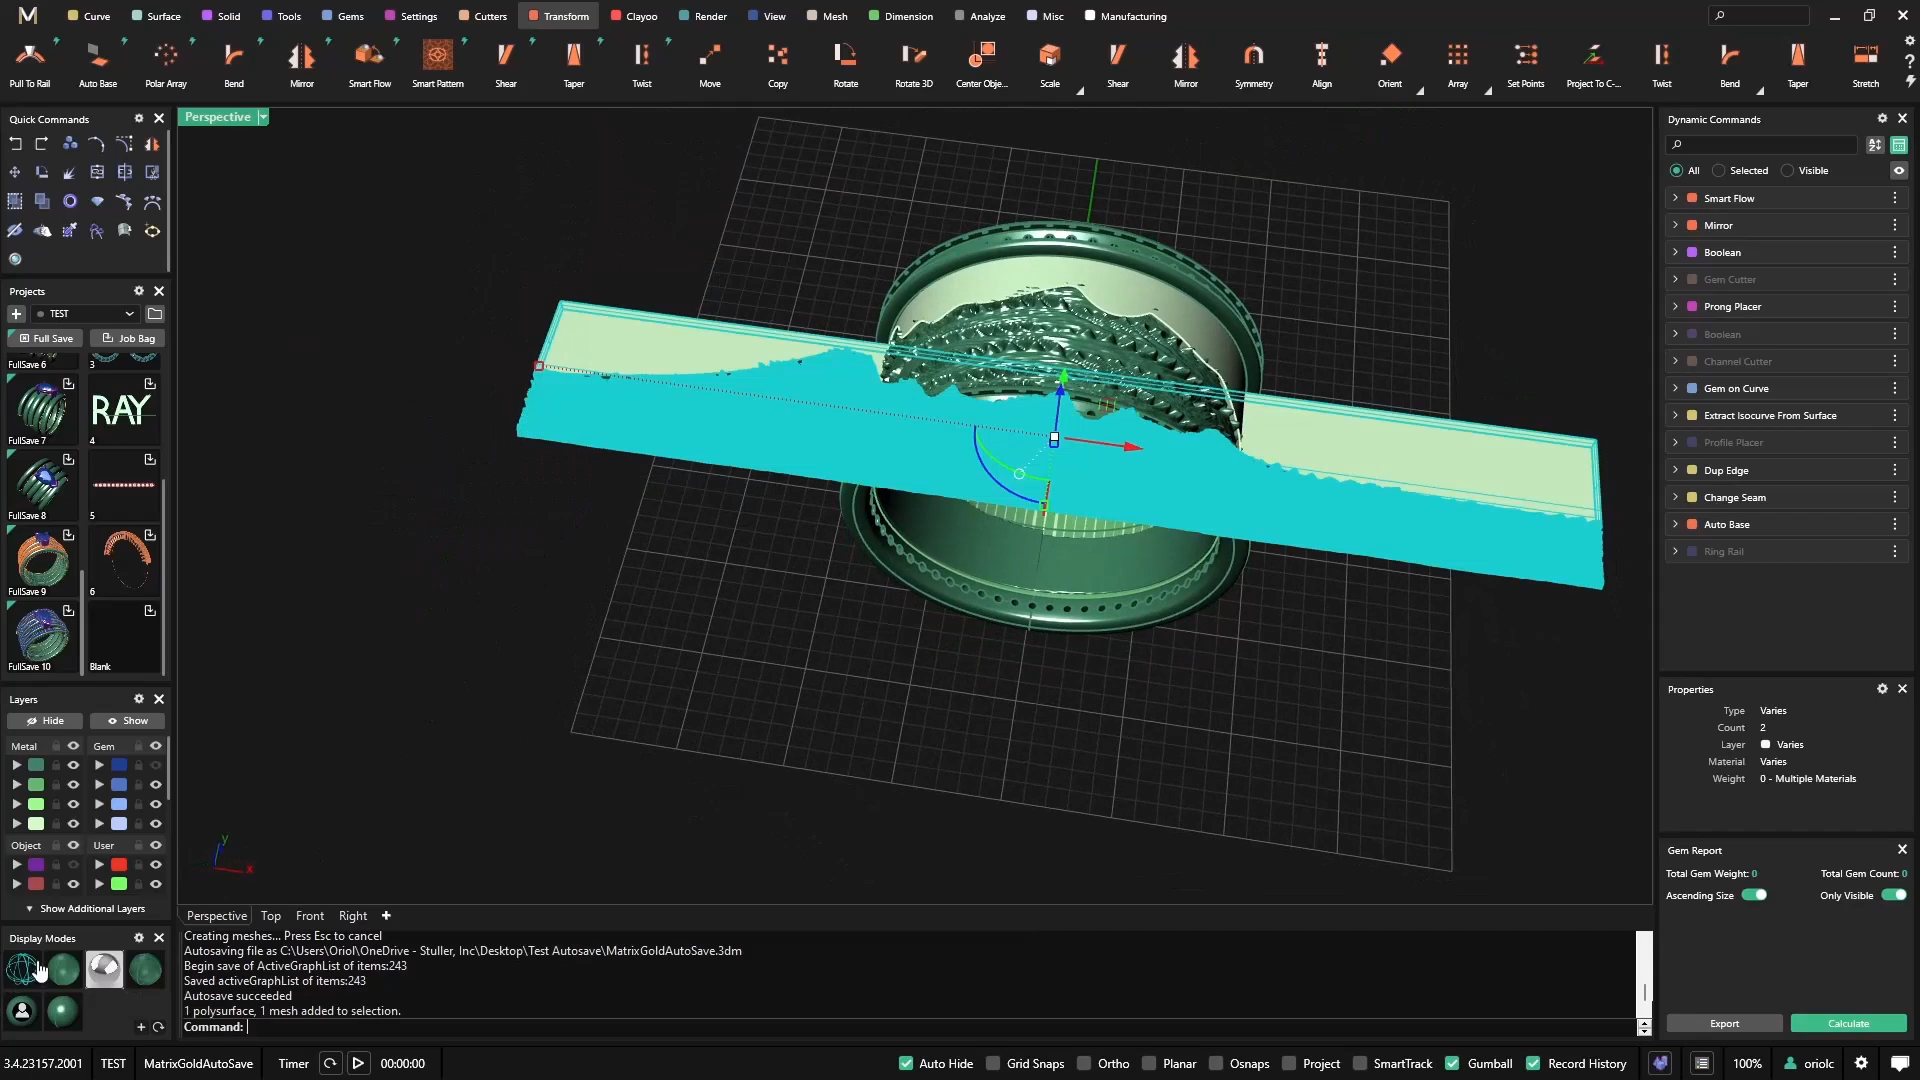 Curve Surface Solid Tools Gems Settings Cutters Transform Clayoo Render View Mesh Dimension Analyze Misc Manufacturing
Pull To Rail Auto Base Polar Array Bend Mirror Smart Flow Smart Pattern Shear Taper Twist Move Copy Rotate Rotate 3D Center Obje... Scale Shear Mirror Symmetry Align Orient Array Set Points Project To C-... Twist Bend Taper Stretch
Quick Commands
Projects
TEST
Full Save Job Bag
FullSave 6 3
RAY
FullSave 7 4
FullSave 8 5
FullSave 9 6
FullSave 10 Blank
Layers
Hide Show
Metal Gem
Object User
Show Additional Layers
Display Modes
Perspective
y
x
Perspective Top Front Right
Creating meshes... Press Esc to cancel
Autosaving file as C:\Users\Oriol\OneDrive - Stuller, Inc\Desktop\Test Autosave\MatrixGoldAutoSave.3dm
Begin save of ActiveGraphList of items:243
Saved activeGraphList of items:243
Autosave succeeded
1 polysurface, 1 mesh added to selection.
Command:
Dynamic Commands
All Selected Visible
Smart Flow
Mirror
Boolean
Gem Cutter
Prong Placer
Boolean
Channel Cutter
Gem on Curve
Extract Isocurve From Surface
Profile Placer
Dup Edge
Change Seam
Auto Base
Ring Rail
Properties
Type Varies
Count 2
Layer Varies
Material Varies
Weight 0 - Multiple Materials
Gem Report
Total Gem Weight: 0 Total Gem Count: 0
Ascending Size Only Visible
Export Calculate
3.4.23157.2001 TEST MatrixGoldAutoSave Timer 00:00:00 Auto Hide Grid Snaps Ortho Planar Osnaps Project SmartTrack Gumball Record History 100% oriolc